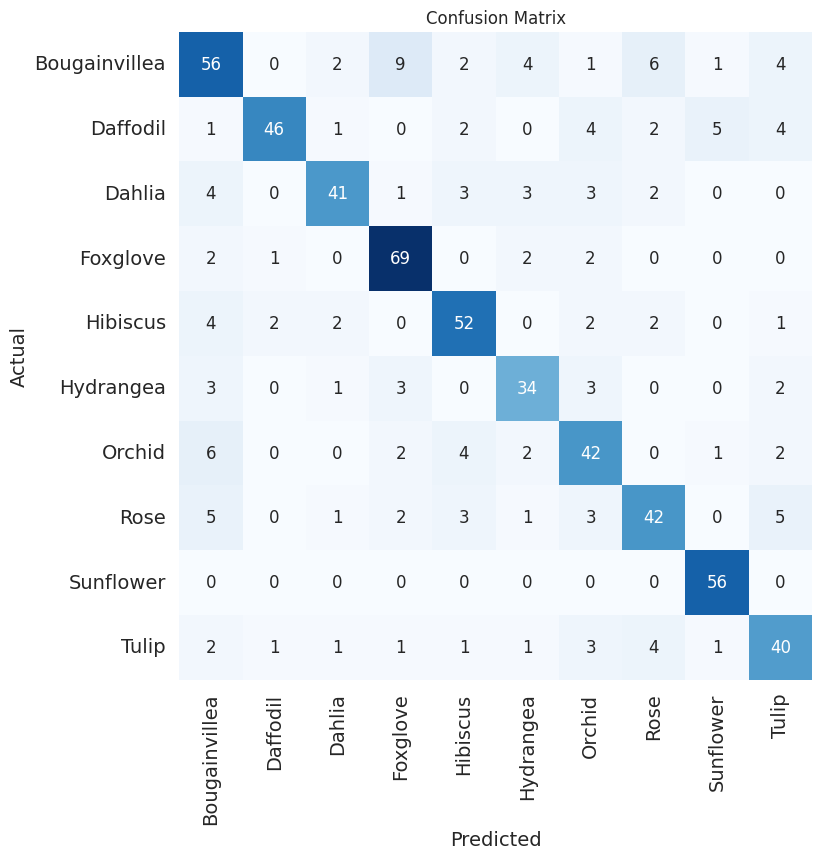 Confusion Matrix
Bougainvillea 56 0 2 9 2 4 1 6 1 4
Daffodil 1 46 1 0 2 0 4 2 5 4
Dahlia 4 0 41 1 3 3 3 2 0 0
Foxglove 2 1 0 69 0 2 2 0 0 0
Hibiscus 4 2 2 0 52 0 2 2 0 1
Hydrangea 3 0 1 3 0 34 3 0 0 2
Orchid 6 0 0 2 4 2 42 0 1 2
Rose 5 0 1 2 3 1 3 42 0 5
Sunflower 0 0 0 0 0 0 0 0 56 0
Tulip 2 1 1 1 1 1 3 4 1 40
Actual
Bougainvillea Daffodil Dahlia Foxglove Hibiscus Hydrangea Orchid Rose Sunflower Tulip
Predicted